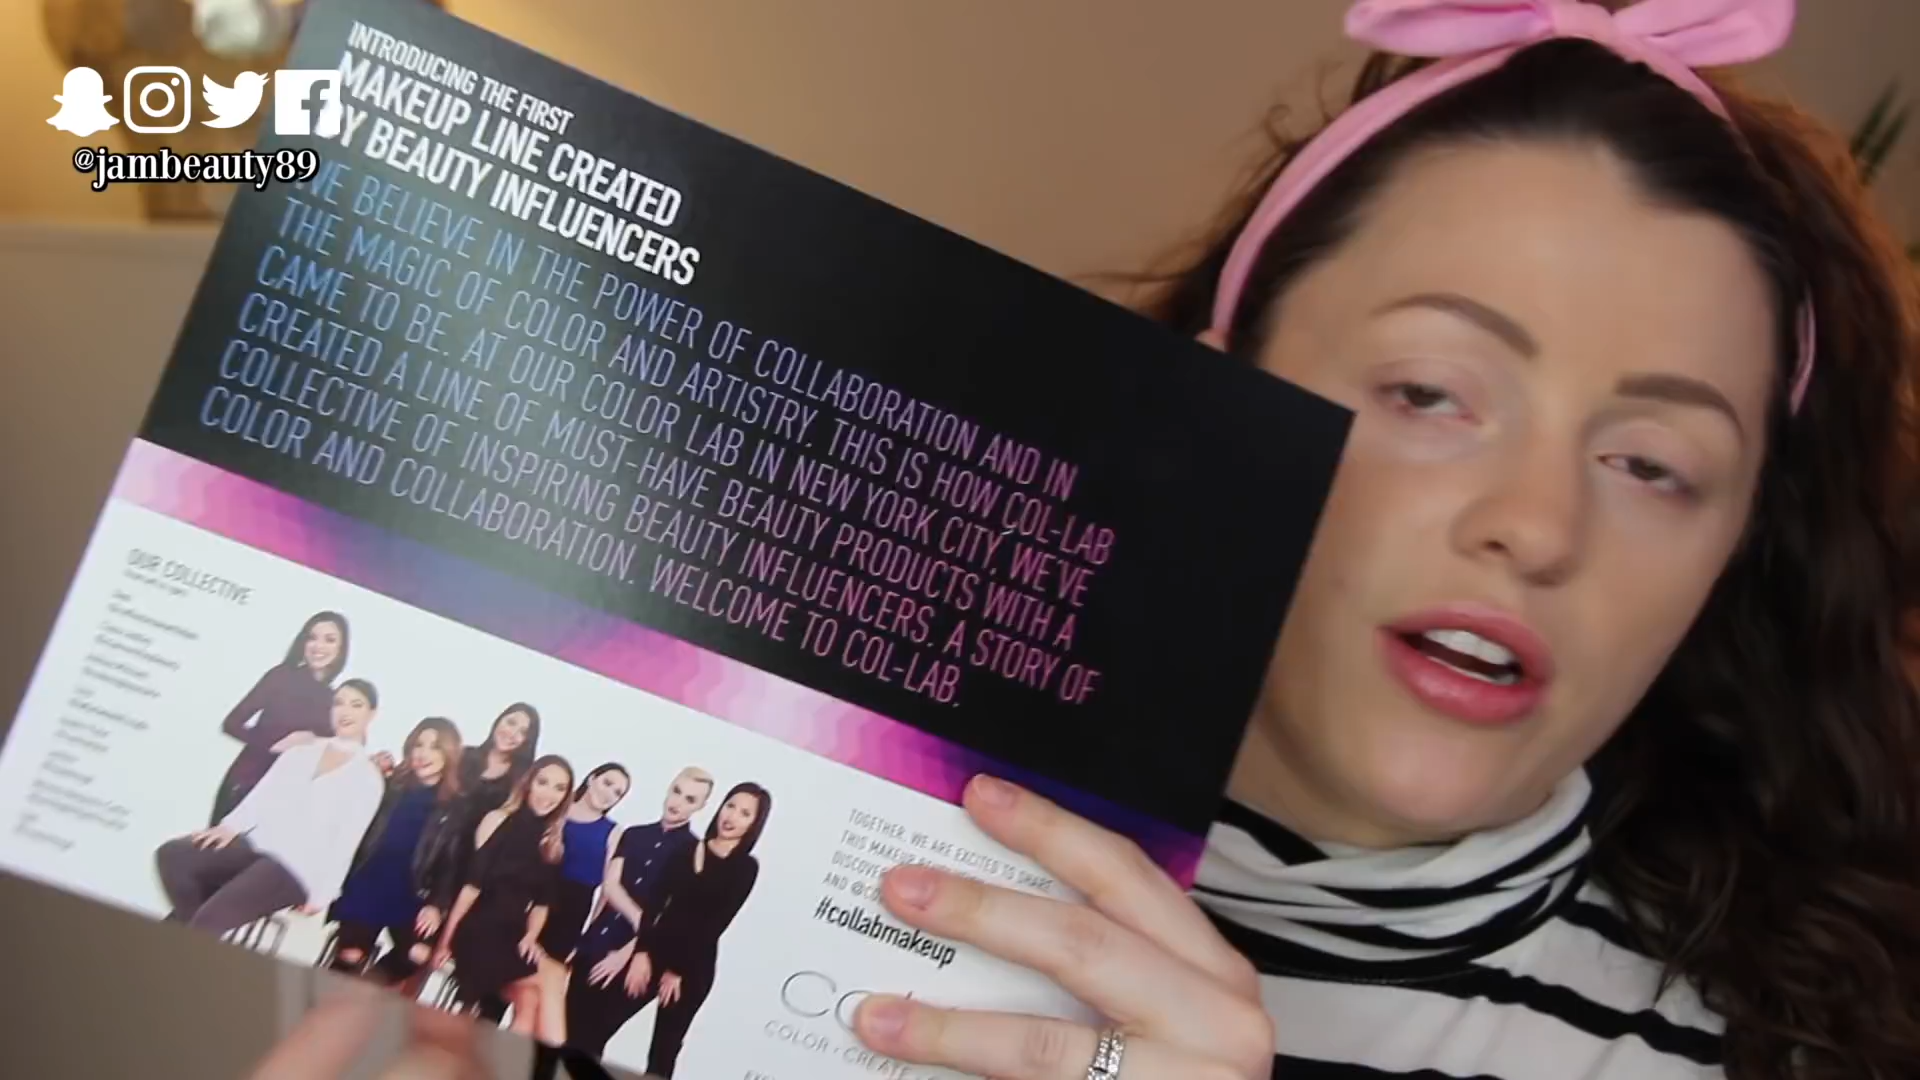 @jambeauty89
INTRODUCING THE FIRST
MAKEUP LINE CREATED
BY BEAUTY INFLUENCERS
WE BELIEVE IN THE POWER OF COLLABORATION AND IN
THE MAGIC OF COLOR AND ARTISTRY. THIS IS HOW COL-LAB
CAME TO BE. AT OUR COLOR LAB IN NEW YORK CITY, WE'VE
CREATED A LINE OF MUST-HAVE BEAUTY PRODUCTS WITH A
COLLECTIVE OF INSPIRING BEAUTY INFLUENCERS. A STORY OF
COLOR AND COLLABORATION. WELCOME TO COL-LAB.
OUR COLLECTIVE
TOGETHER, WE ARE EXCITED TO SHARE
THIS MAKEUP
DISCOVER
AND
#collabmakeup
COLOR · CREATE